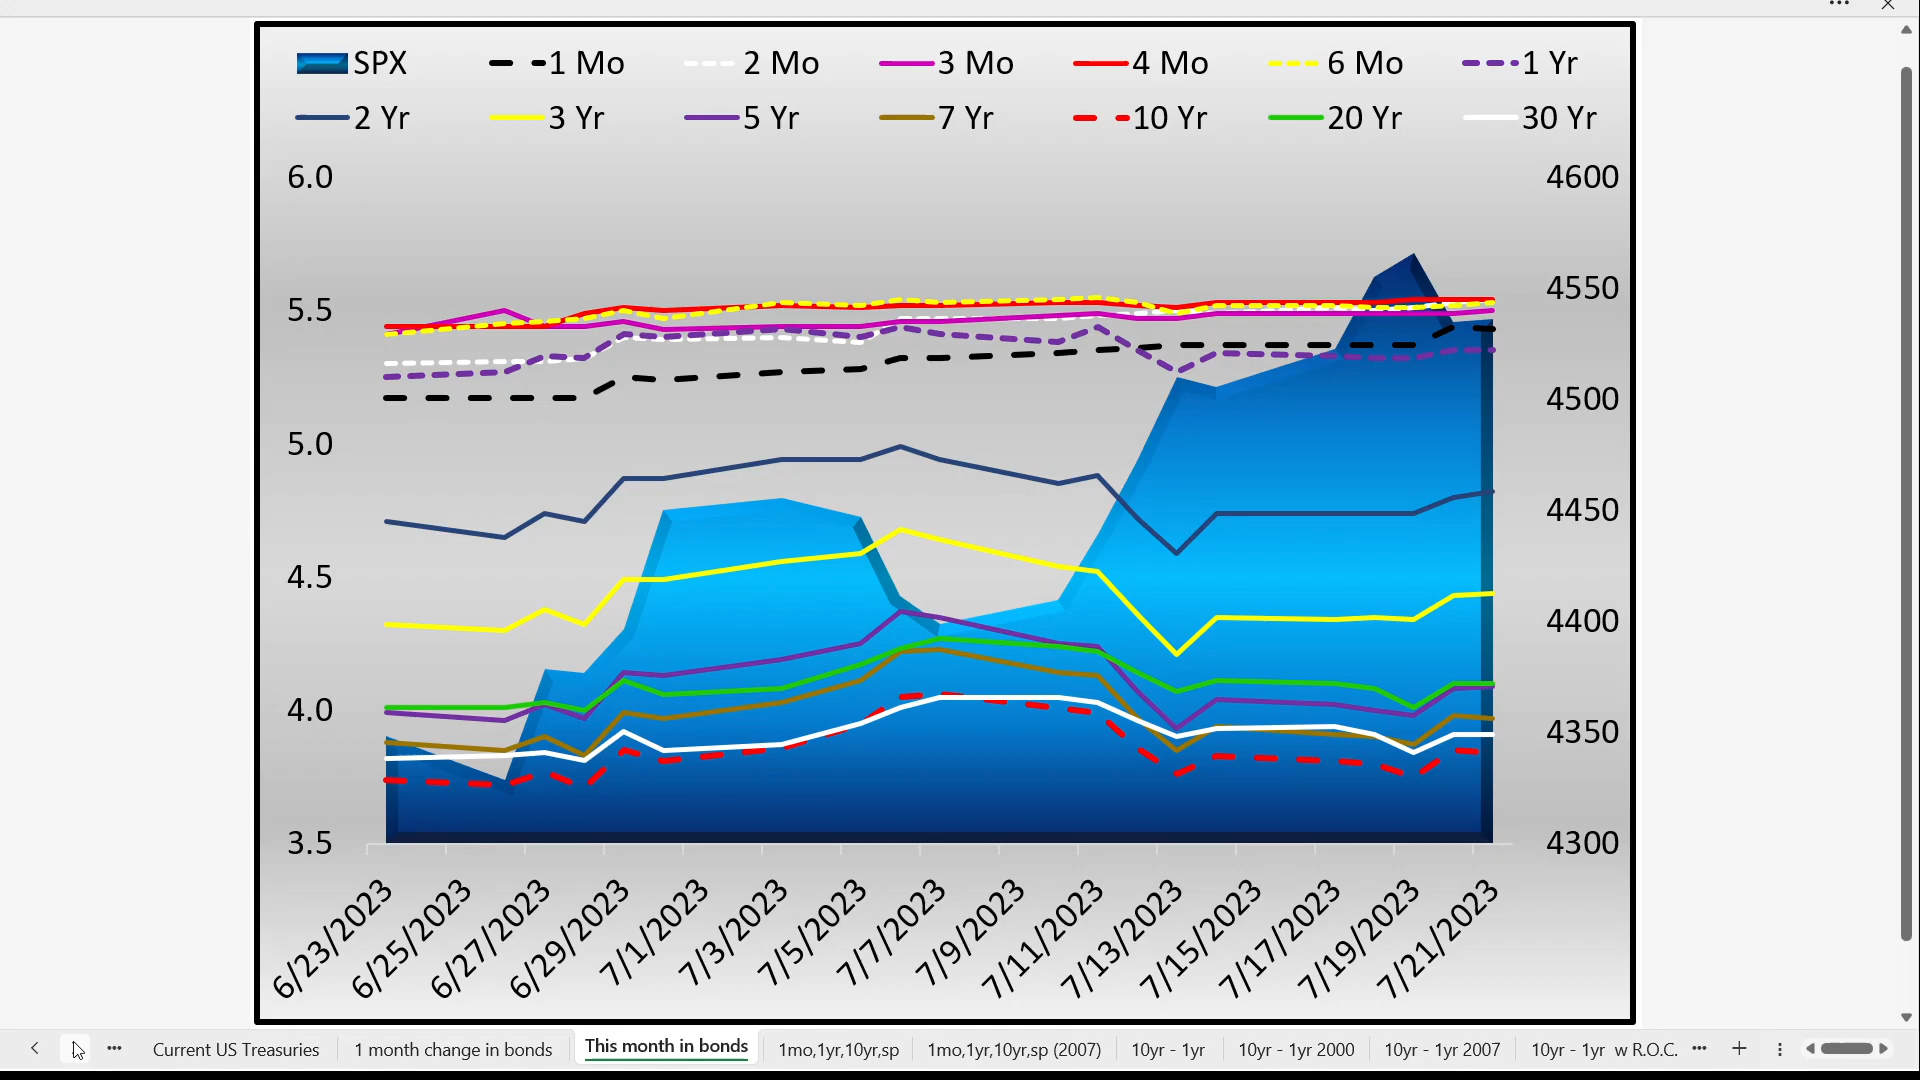 SPX 1 Mo 2 Mo 3 Mo 4 Mo 6 Mo 1 Yr
2 Yr 3 Yr 5 Yr 7 Yr 10 Yr 20 Yr 30 Yr
6.0 4600
5.5 4550
5.0 4500
4.5 4450
4.0 4400
3.5 4350
4300
6/23/2023 6/25/2023 6/27/2023 6/29/2023 7/1/2023 7/3/2023 7/5/2023 7/7/2023 7/9/2023 7/11/2023 7/13/2023 7/15/2023 7/17/2023 7/19/2023 7/21/2023
Current US Treasuries 1 month change in bonds This month in bonds 1mo,1yr,10yr,sp 1mo,1yr,10yr,sp (2007) 10yr - 1yr 10yr - 1yr 2000 10yr - 1yr 2007 10yr - 1yr w R.O.C.